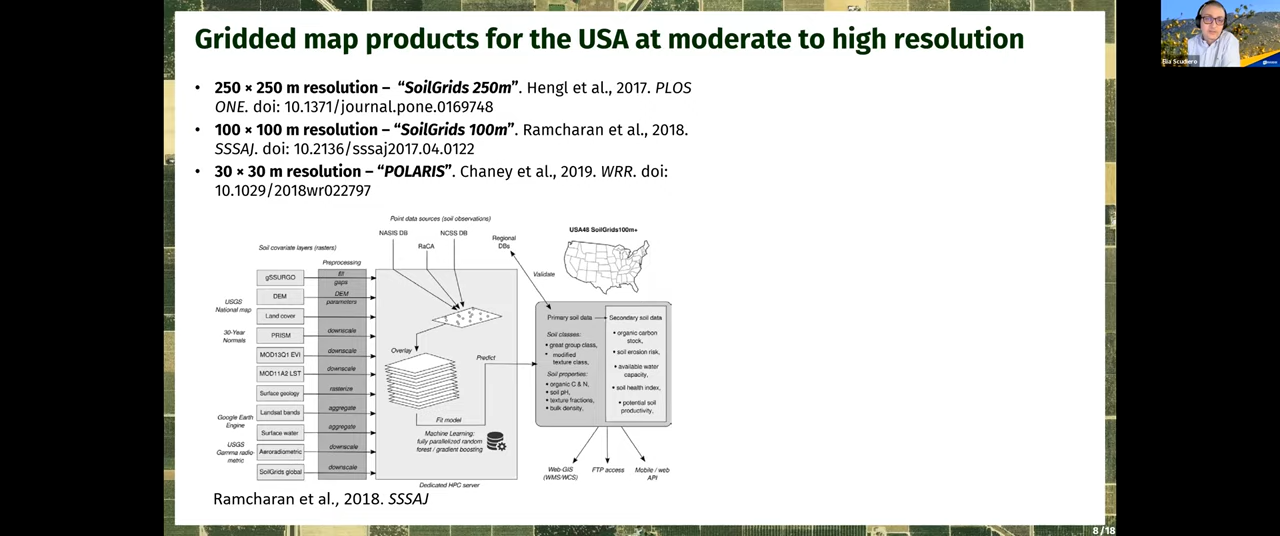 Gridded map products for the USA at moderate to high resolution
Elia Scudiero
• 250 × 250 m resolution – “SoilGrids 250m”. Hengl et al., 2017. PLOS
ONE. doi: 10.1371/journal.pone.0169748
• 100 × 100 m resolution – “SoilGrids 100m”. Ramcharan et al., 2018.
SSSAJ. doi: 10.2136/sssaj2017.04.0122
• 30 × 30 m resolution – “POLARIS”. Chaney et al., 2019. WRR. doi:
10.1029/2018wr022797
Point data sources (soil observations)
NASIS DB
RaCA
NCSS DB
Regional
DBs
Soil covariate layers (rasters)
Preprocessing
gSSURGO
fill
gaps
DEM
DEM
parameters
USGS
National map
Land cover
30-Year
Normals
PRISM
downscale
MOD13Q1 EVI
downscale
MOD11A2 LST
downscale
Surface geology
rasterize
Google Earth
Engine
Landsat bands
aggregate
Surface water
aggregate
USGS
Gamma radio-
metric
Aeroradiometric
downscale
SoilGrids global
downscale
Overlay
Predict
Fit model
Machine Learning:
fully parallelized random
forest / gradient boosting
Dedicated HPC server
Validate
USA48 SoilGrids100m+
Primary soil data
Soil classes:
• great group class,
• modified
texture class,
Soil properties:
• organic C & N,
• soil pH,
• texture fractions,
• bulk density,
Secondary soil data
• organic carbon
stock,
• soil erosion risk,
• available water
capacity,
• soil health index,
• potential soil
productivity,
Web-GIS
(WMS/WCS)
FTP access
Mobile / web
API
Ramcharan et al., 2018. SSSAJ
8 / 18